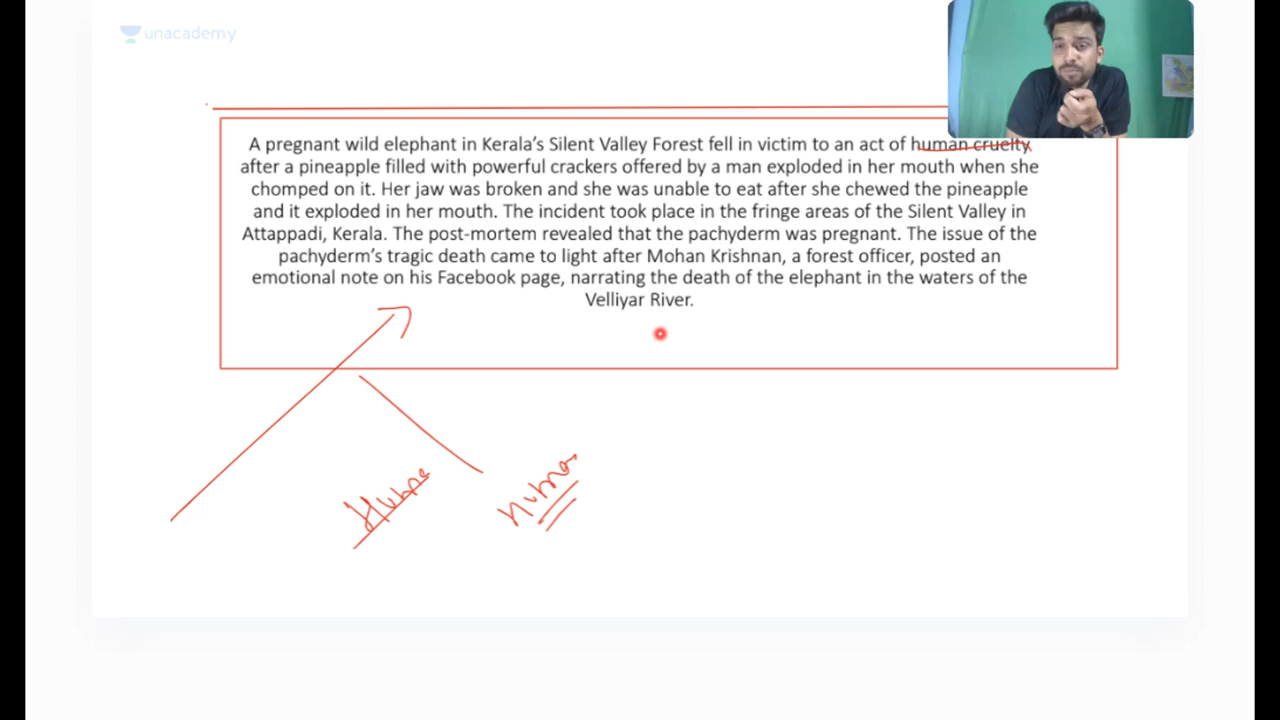 unacademy
A pregnant wild elephant in Kerala's Silent Valley Forest fell in victim to an act of human cruelty
after a pineapple filled with powerful crackers offered by a man exploded in her mouth when she
chomped on it. Her jaw was broken and she was unable to eat after she chewed the pineapple
and it exploded in her mouth. The incident took place in the fringe areas of the Silent Valley in
Attappadi, Kerala. The post-mortem revealed that the pachyderm was pregnant. The issue of the
pachyderm's tragic death came to light after Mohan Krishnan, a forest officer, posted an
emotional note on his Facebook page, narrating the death of the elephant in the waters of the
Velliyar River.